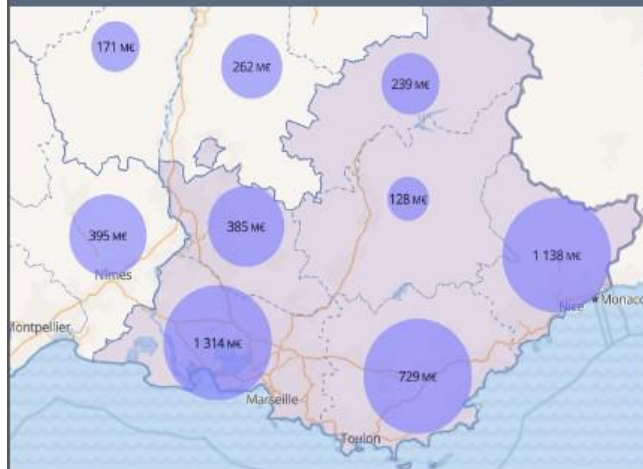 171 M€
262 M€
239 M€
128 M€
395 M€
385 M€
1 138 M€
Nîmes
Nice
Monaco
Montpellier
1 314 M€
729 M€
Marseille
Toulon